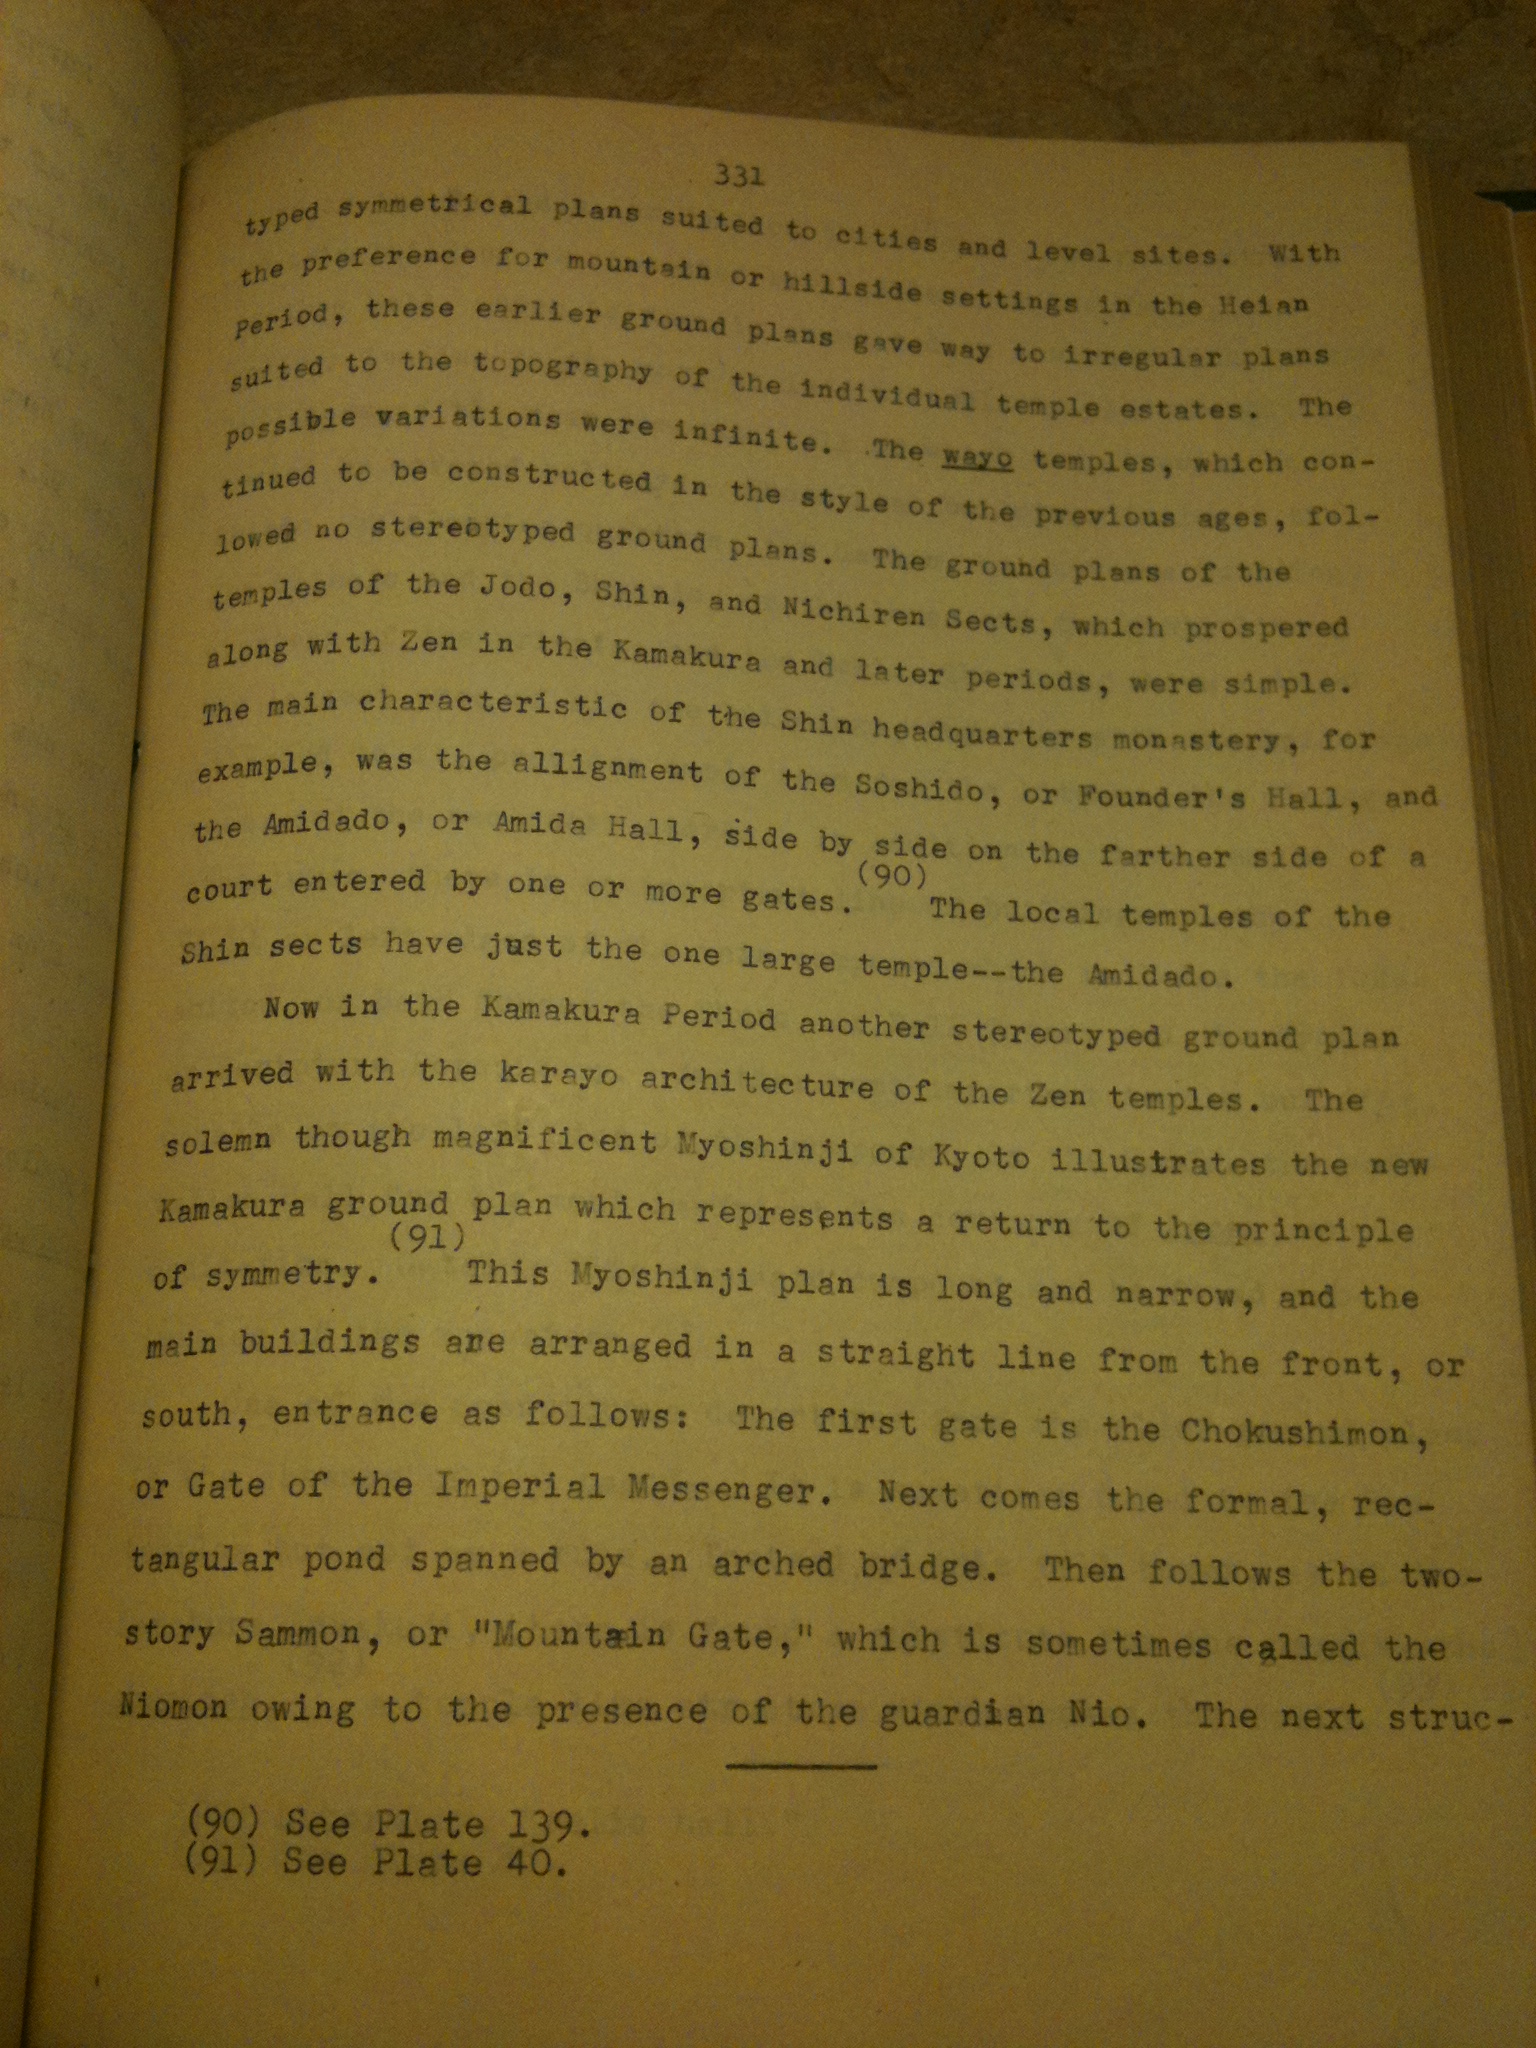 331
typed symmetrical plans suited to cities and level sites. With
the preference for mountain or hillside settings in the Heian
Period, these earlier ground plans gave way to irregular plans
suited to the topography of the individual temple estates. The
possible variations were infinite. The wayo temples, which con-
tinued to be constructed in the style of the previous ages, fol-
lowed no stereotyped ground plans. The ground plans of the
temples of the Jodo, Shin, and Nichiren Sects, which prospered
along with Zen in the Kamakura and later periods, were simple.
The main characteristic of the Shin headquarters monastery, for
example, was the allignment of the Soshido, or Founder's Hall, and
the Amidado, or Amida Hall, side by side on the farther side of a
court entered by one or more gates.(90) The local temples of the
Shin sects have just the one large temple--the Amidado.
Now in the Kamakura Period another stereotyped ground plan
arrived with the karayo architecture of the Zen temples. The
solemn though magnificent Myoshinji of Kyoto illustrates the new
Kamakura ground plan which represents a return to the principle
of symmetry.(91) This Myoshinji plan is long and narrow, and the
main buildings are arranged in a straight line from the front, or
south, entrance as follows: The first gate is the Chokushimon,
or Gate of the Imperial Messenger. Next comes the formal, rec-
tangular pond spanned by an arched bridge. Then follows the two-
story Sammon, or "Mountain Gate," which is sometimes called the
Niomon owing to the presence of the guardian Nio. The next struc-
(90) See Plate 139.
(91) See Plate 40.